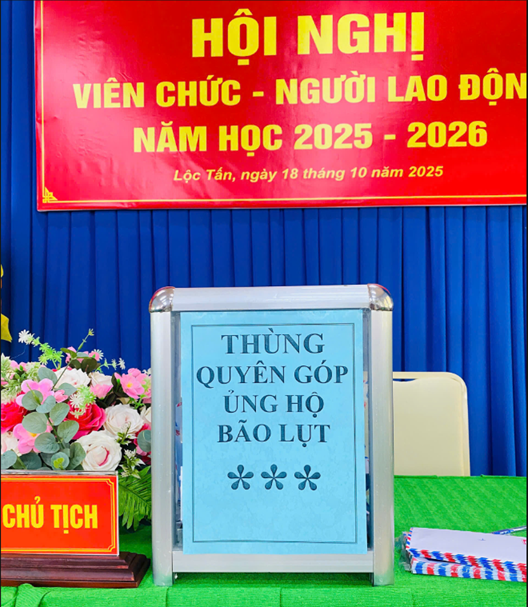 HỘI NGHỊ
VIÊN CHỨC - NGƯỜI LAO ĐỘN
NĂM HỌC 2025 - 2026
Lộc Tấn, ngày 18 tháng 10 năm 2025
THÙNG
QUYÊN GÓP
ỦNG HỘ
BÃO LỤT
***
CHỦ TỊCH